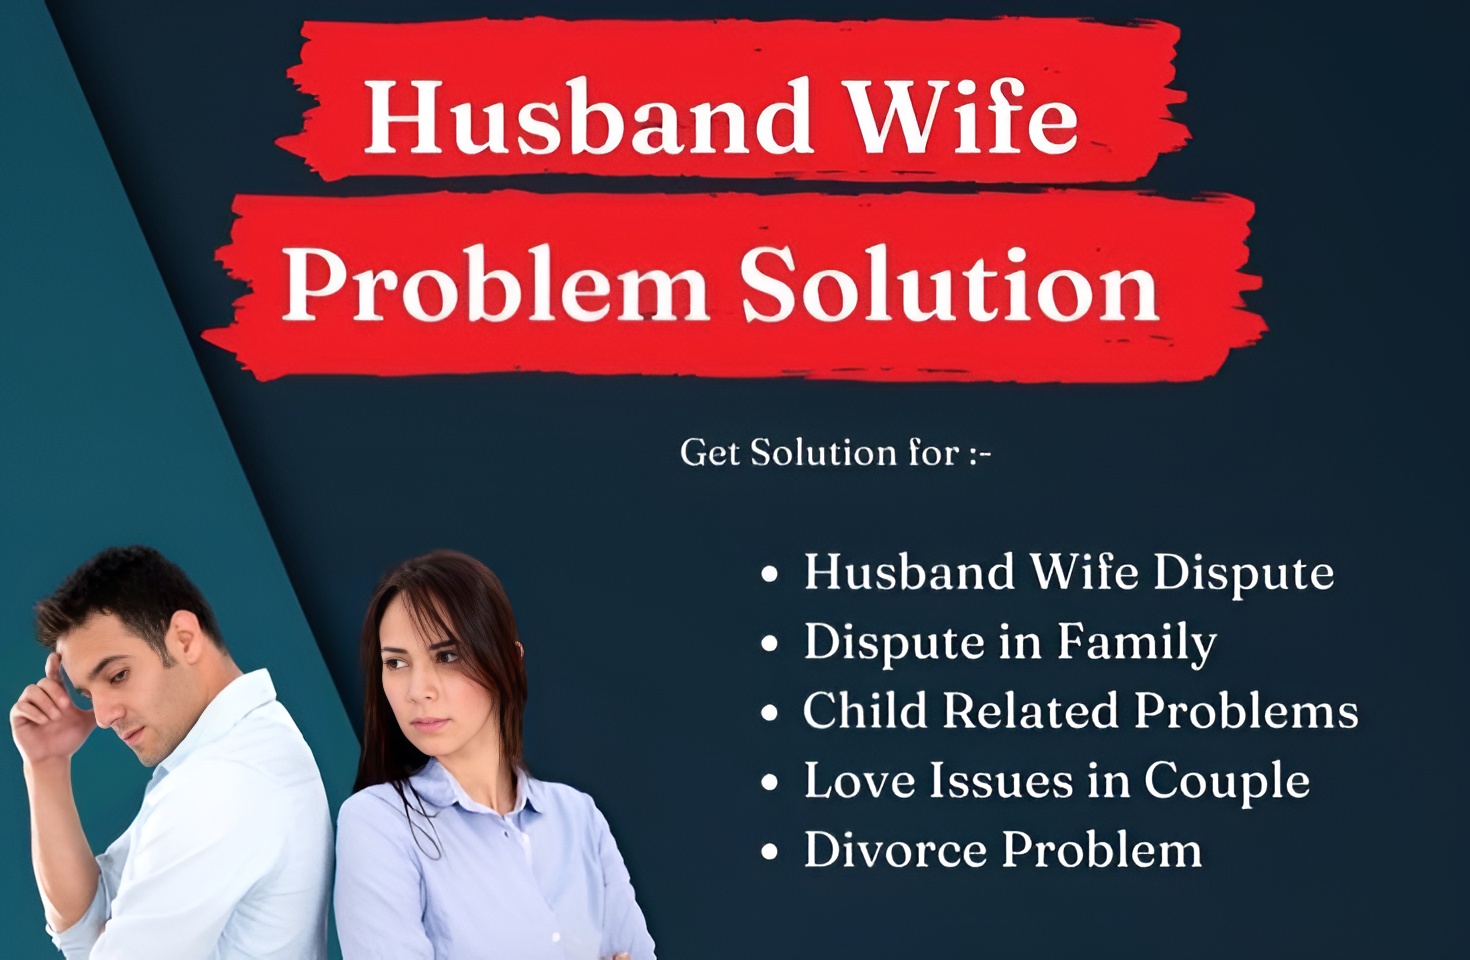 Husband Wife
Problem Solution
Get Solution for :-
• Husband Wife Dispute
• Dispute in Family
• Child Related Problems
• Love Issues in Couple
• Divorce Problem